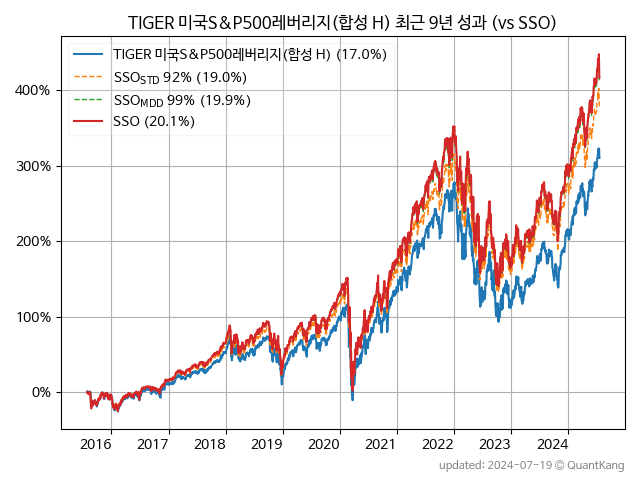 TIGER 미국S&P500레버리지(합성 H) 최근 9년 성과 (vs SSO)
TIGER 미국S&P500레버리지(합성 H) (17.0%)
SSO_STD 92% (19.0%)
SSO_MDD 99% (19.9%)
SSO (20.1%)
400%
300%
200%
100%
0%
2016 2017 2018 2019 2020 2021 2022 2023 2024
updated: 2024-07-19 © QuantKang